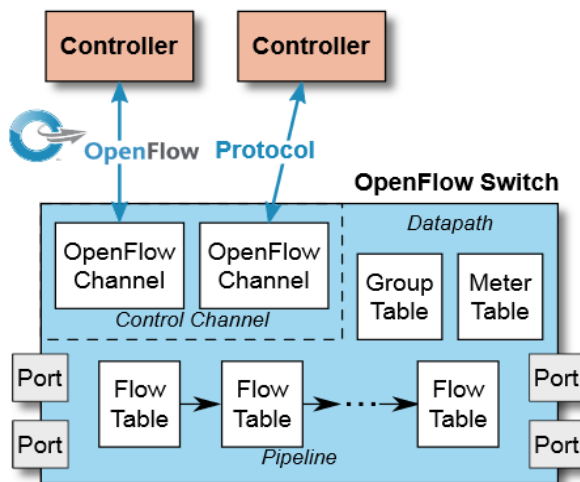 Controller
Controller
OpenFlow
Protocol
OpenFlow Switch
Datapath
OpenFlow
Channel
OpenFlow
Channel
Control Channel
Group
Table
Meter
Table
Port
Port
Flow
Table
Flow
Table
...
Flow
Table
Pipeline
Port
Port